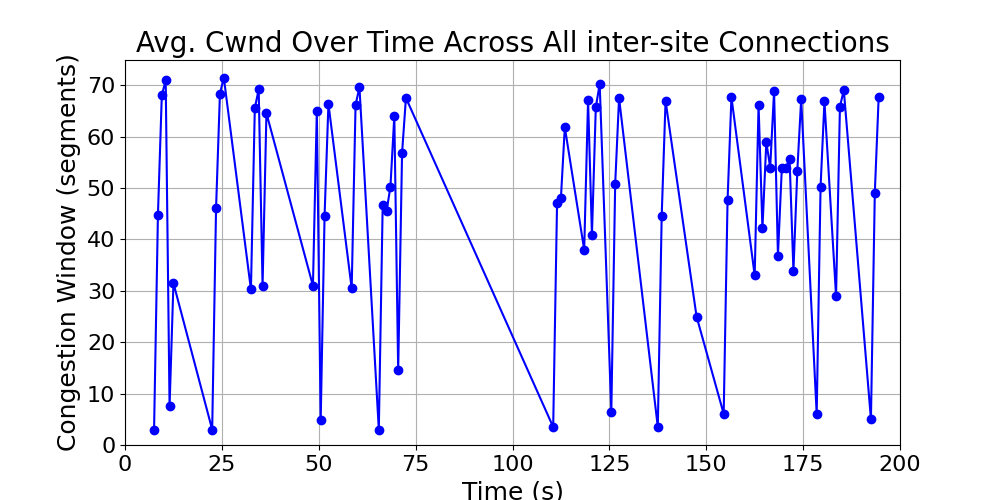 Avg. Cwnd Over Time Across All inter-site Connections
Congestion Window (segments)
70
60
50
40
30
20
10
0
0 25 50 75 100 125 150 175 200
Time (s)